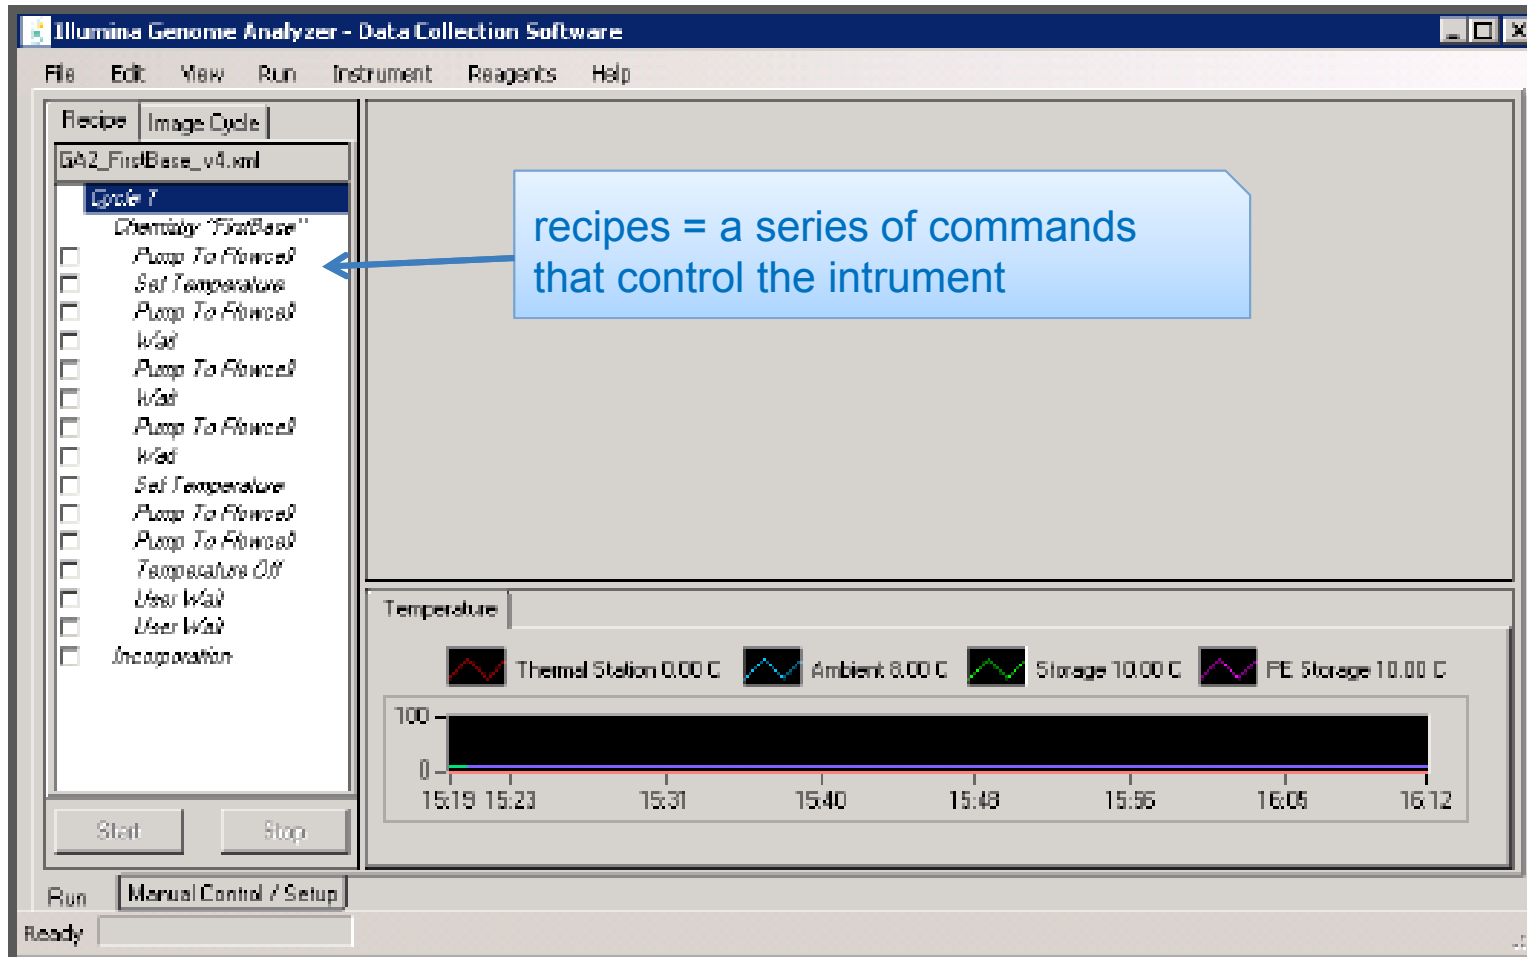 Illumina Genome Analyzer - Data Collection Software
File Edit View Run Instrument Reagents Help
Recipe Image Cycle
GA2_FirstBase_v4.xml
Cycle 1
Chemistry "FirstBase"
Pump To Flowcell
Set Temperature
Pump To Flowcell
Wait
Pump To Flowcell
Wait
Pump To Flowcell
Wait
Set Temperature
Pump To Flowcell
Pump To Flowcell
Temperature Off
User Wait
User Wait
Incorporation
Start Stop
recipes = a series of commands
that control the intrument
Temperature
Thermal Station 0.00 C Ambient 8.00 C Storage 10.00 C PE Storage 10.00 C
100
0
15:19 15:23 15:31 15:40 15:48 15:56 16:05 16:12
Run Manual Control / Setup
Ready